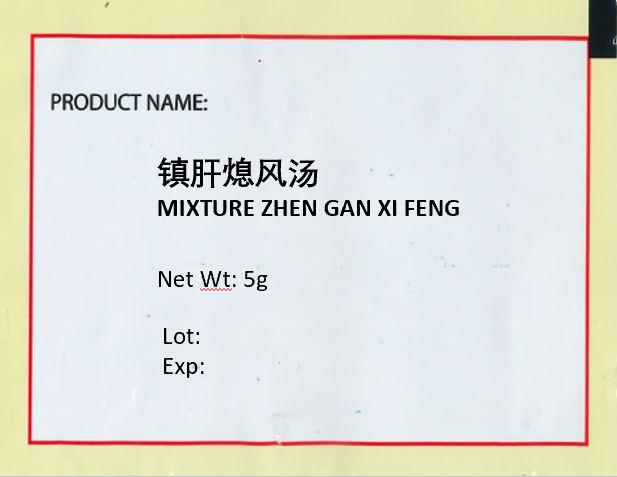 PRODUCT NAME:
镇肝熄风汤
MIXTURE ZHEN GAN XI FENG
Net Wt: 5g
Lot:
Exp: